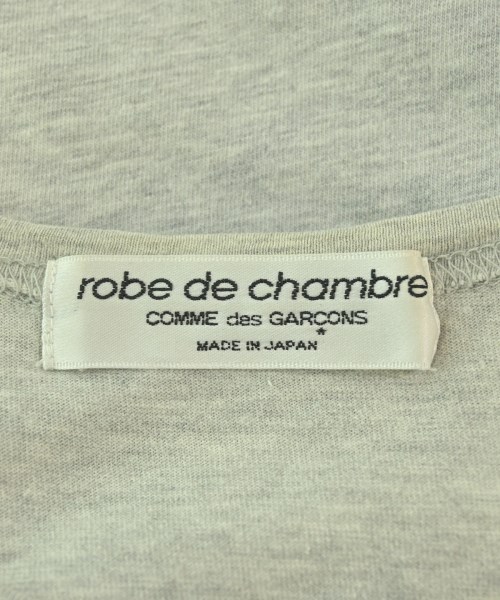 robe de chambre
COMME des GARÇONS
MADE IN JAPAN